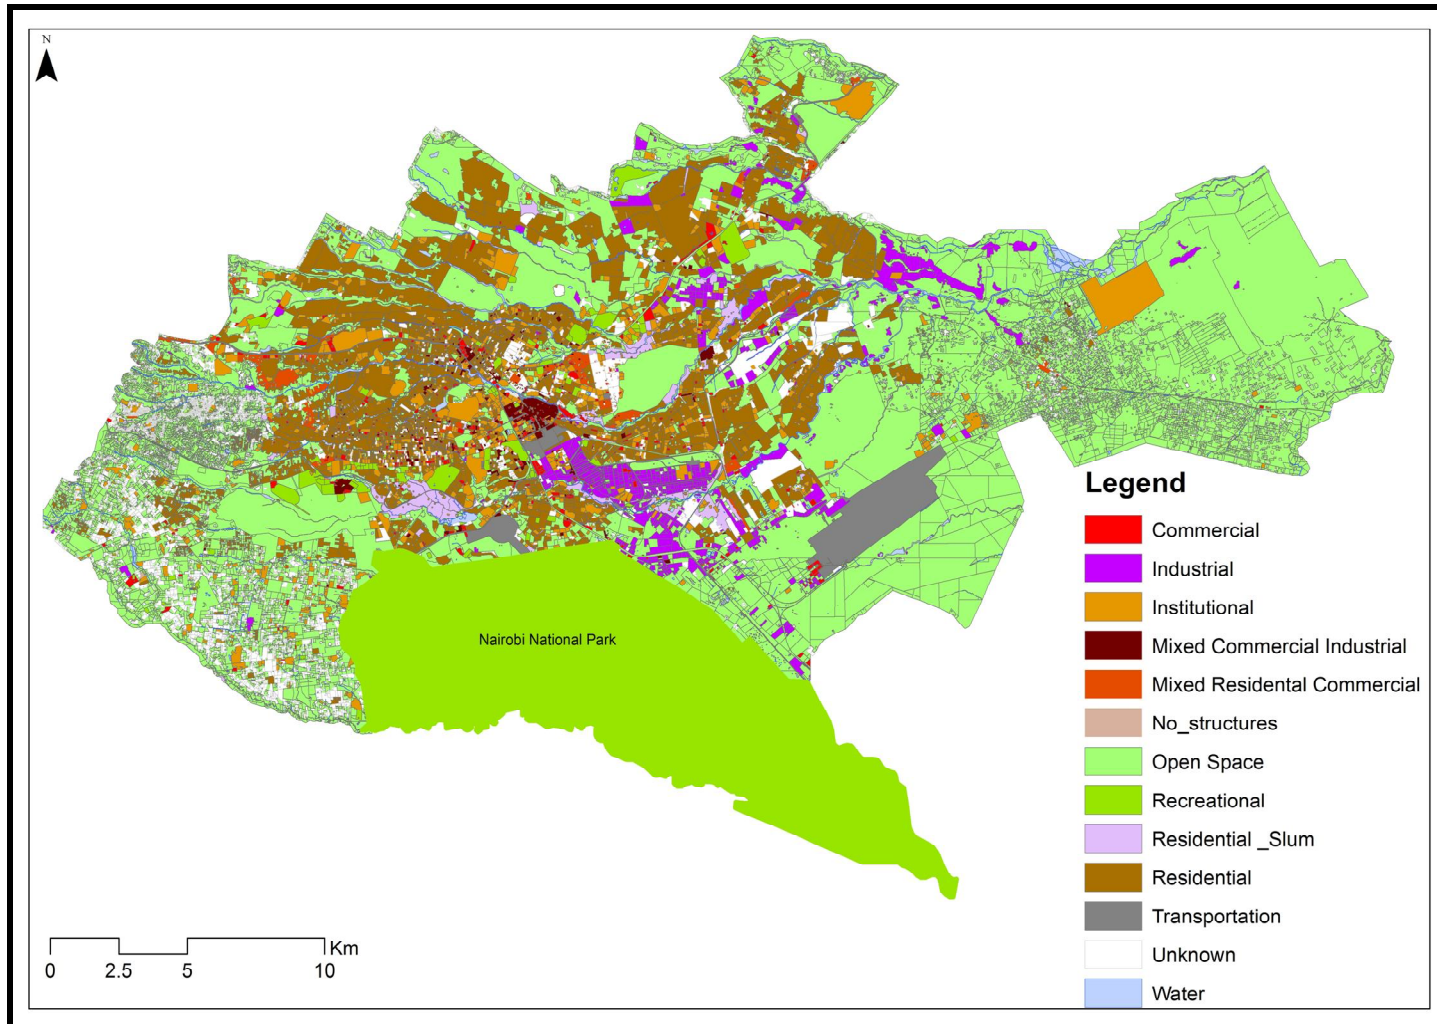 N
Nairobi National Park
Legend
Commercial
Industrial
Institutional
Mixed Commercial Industrial
Mixed Residental Commercial
No_structures
Open Space
Recreational
Residential _Slum
Residential
Transportation
Unknown
Water
Km
0 2.5 5 10